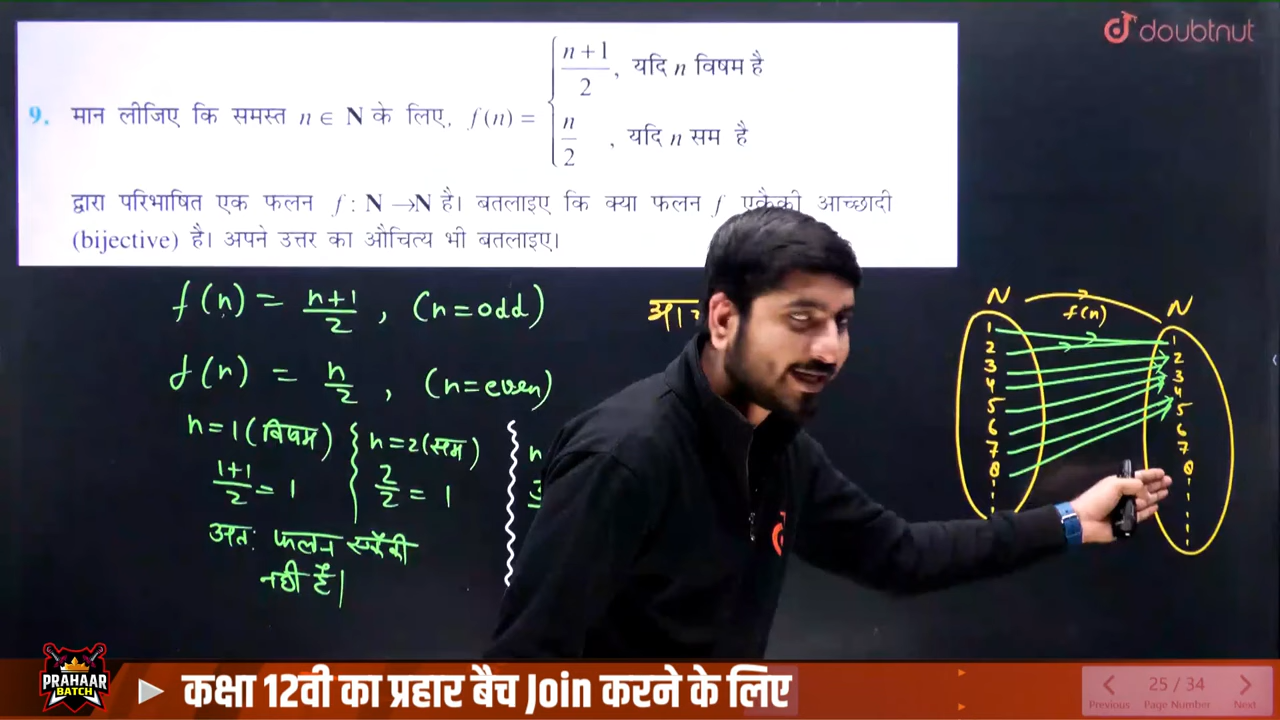 doubtnut
n+1/2, यदि n विषम है
9. मान लीजिए कि समस्त n ∈ N के लिए, f(n) =
n/2, यदि n सम है
द्वारा परिभाषित एक फलन f : N → N है। बतलाइए कि क्या फलन f एकैकी आच्छादी
(bijective) है। अपने उत्तर का औचित्य भी बतलाइए।
f(n) = n+1/2, (n=odd)
f(n) = n/2, (n=even)
n=1(विषम)
1+1/2 = 1
अतः फलन एकैकी
नहीं है|
n=2(सम)
2/2 = 1
N
f(n)
N
1
2
3
4
5
6
7
8
1
2
3
4
5
6
7
8
PRAHAAR
BATCH
कक्षा 12वी का प्रहार बैच Join करने के लिए
25 / 34
Previous Page Number Next